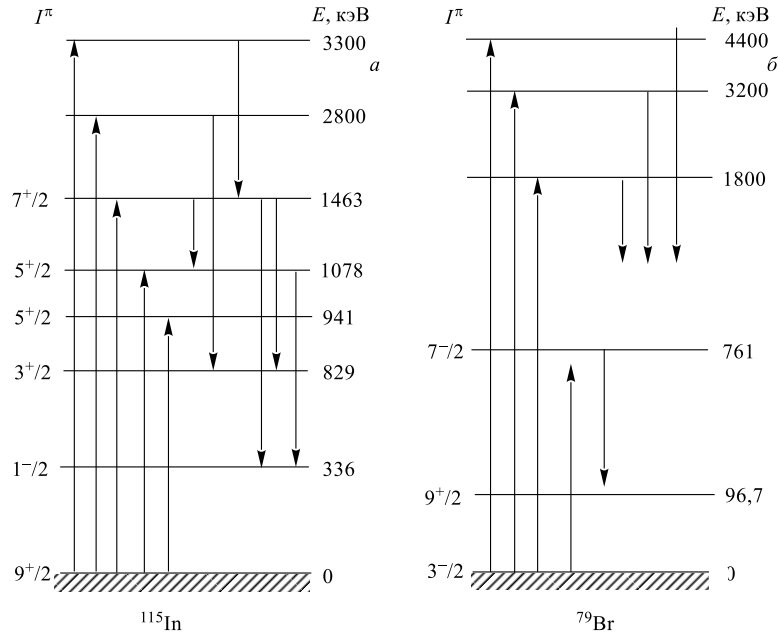 I^π E, кэВ
3300
а
2800
7⁺/2 1463
5⁺/2 1078
5⁺/2 941
3⁺/2 829
1⁻/2 336
9⁺/2 0
¹¹⁵In
I^π E, кэВ
4400
б
3200
1800
7⁻/2 761
9⁺/2 96,7
3⁻/2 0
⁷⁹Br